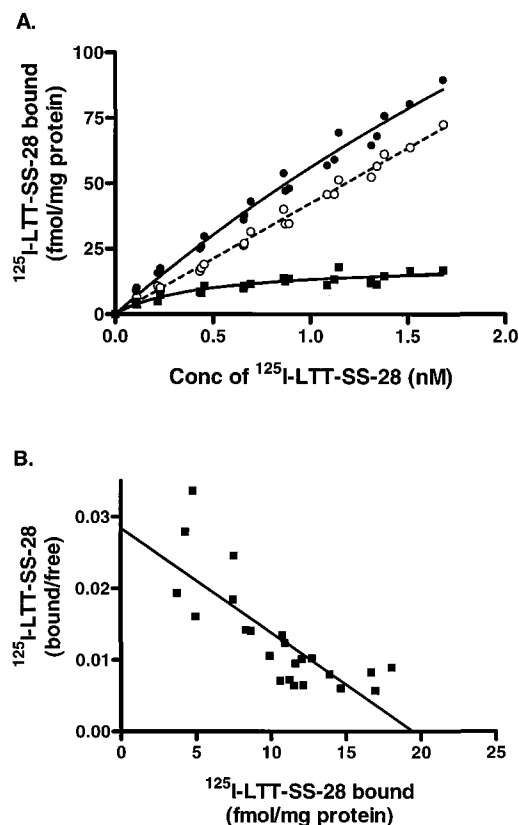 A.
100
75
50
25
0
¹²⁵I-LTT-SS-28 bound
(fmol/mg protein)
0.0 0.5 1.0 1.5 2.0
Conc of ¹²⁵I-LTT-SS-28 (nM)
B.
0.03
0.02
0.01
0.00
¹²⁵I-LTT-SS-28
(bound/free)
0 5 10 15 20 25
¹²⁵I-LTT-SS-28 bound
(fmol/mg protein)